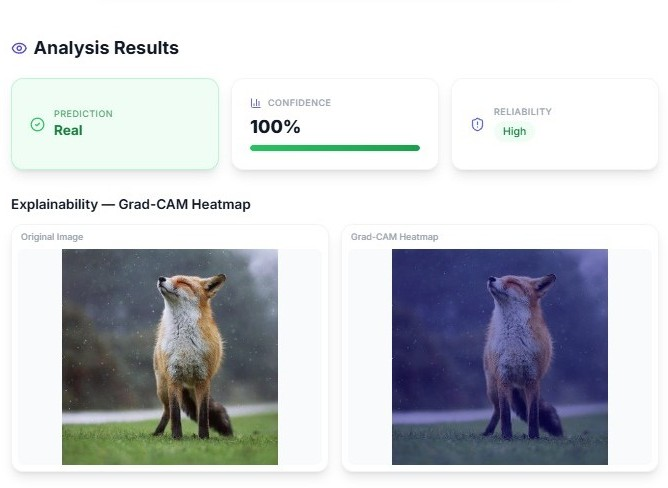 Analysis Results
PREDICTION
Real
CONFIDENCE
100%
RELIABILITY
High
Explainability — Grad-CAM Heatmap
Original Image
Grad-CAM Heatmap